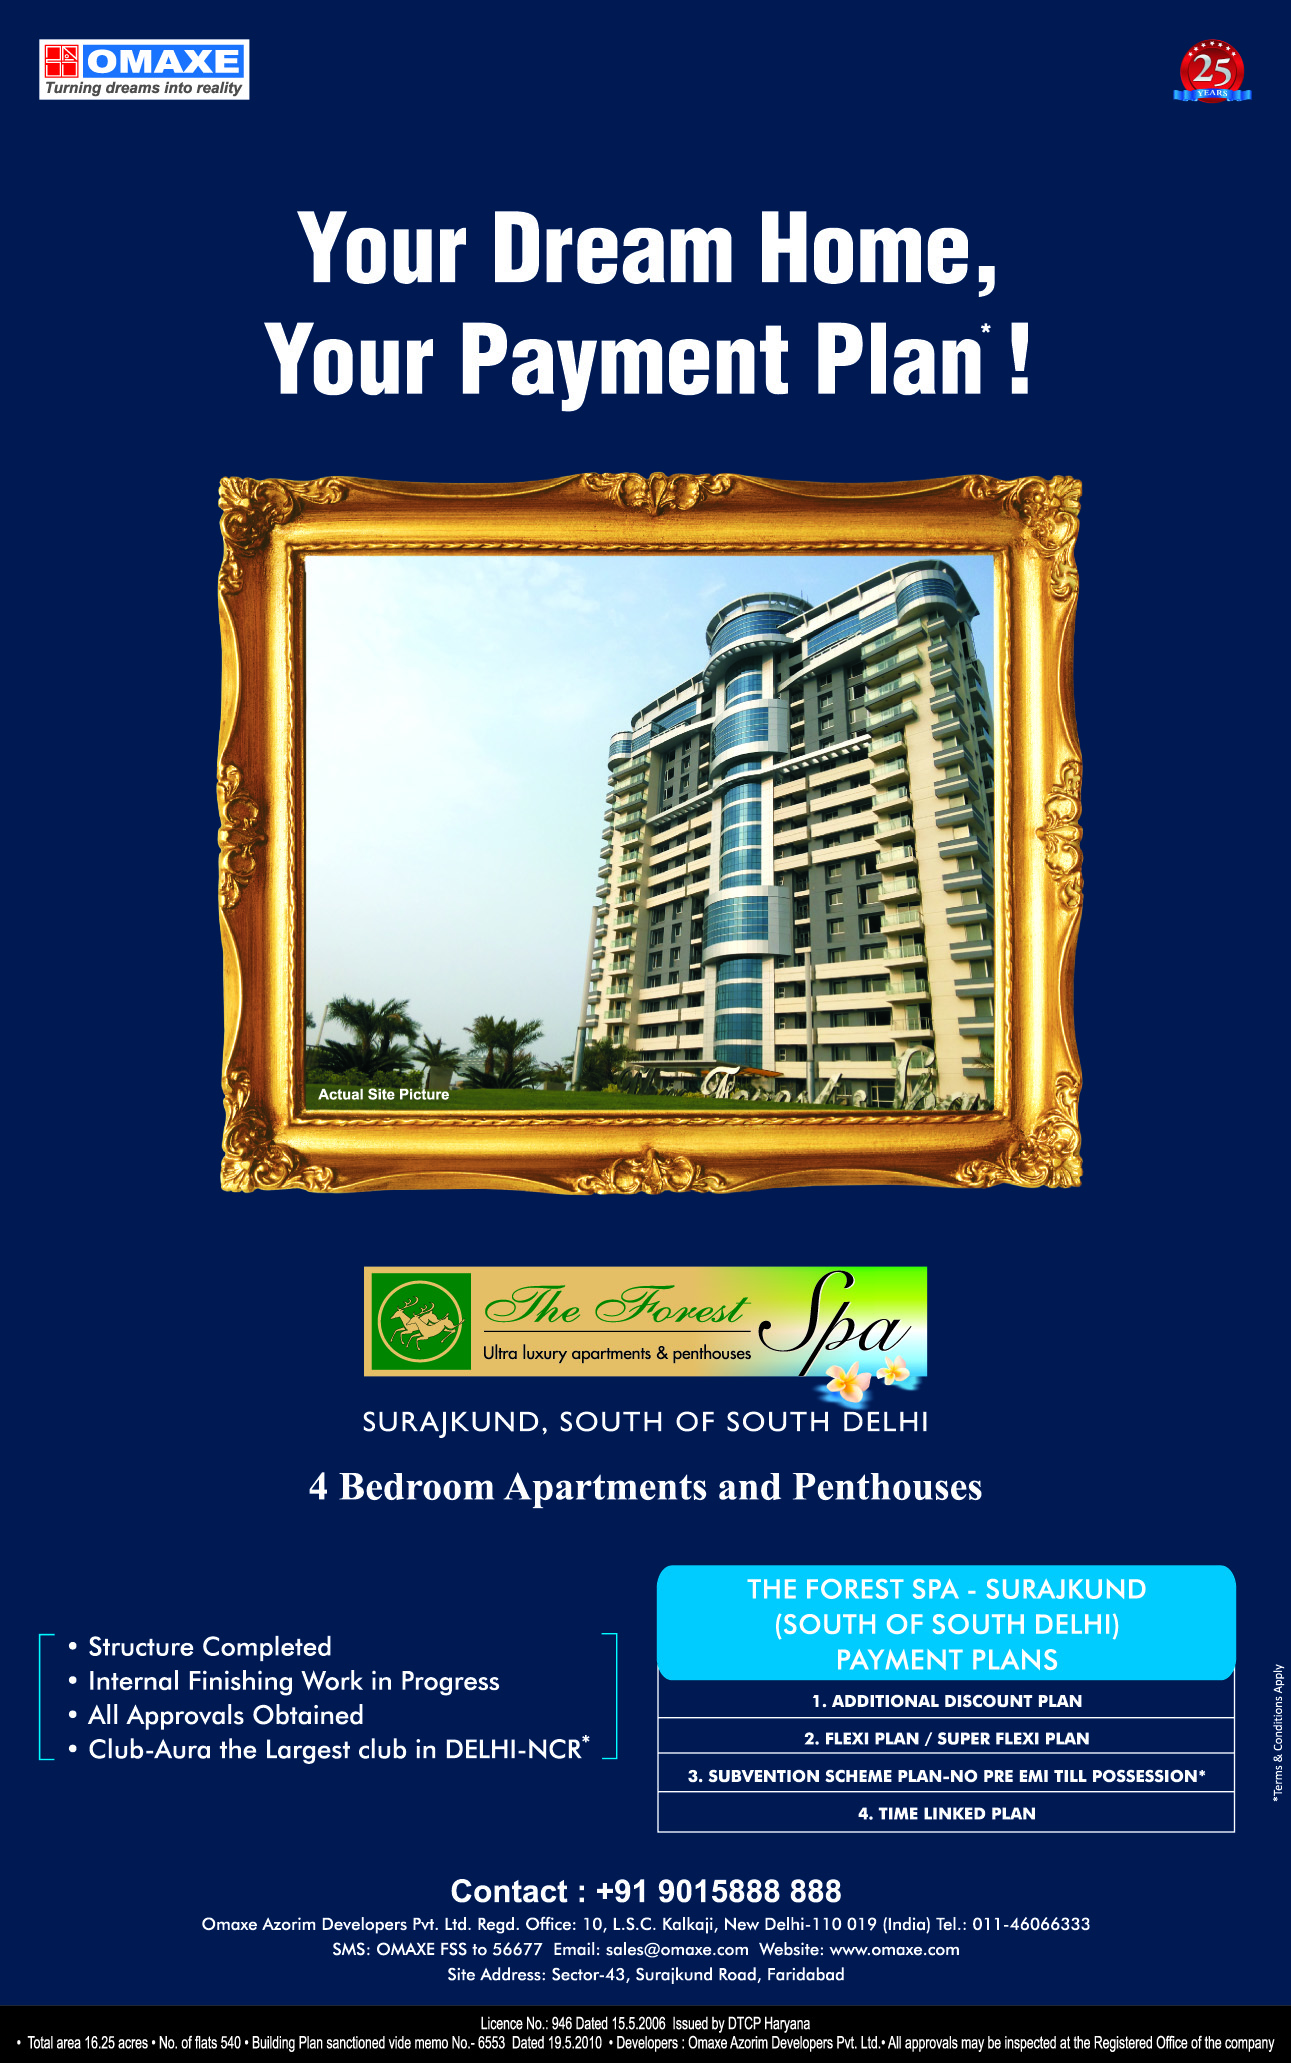 OMAXE
Turning dreams into reality
25
YEARS
Your Dream Home,
Your Payment Plan* !
Actual Site Picture
The Forest Spa
Ultra luxury apartments & penthouses
SURAJKUND, SOUTH OF SOUTH DELHI
4 Bedroom Apartments and Penthouses
• Structure Completed
• Internal Finishing Work in Progress
• All Approvals Obtained
• Club-Aura the Largest club in DELHI-NCR*
THE FOREST SPA - SURAJKUND
(SOUTH OF SOUTH DELHI)
PAYMENT PLANS
1. ADDITIONAL DISCOUNT PLAN
2. FLEXI PLAN / SUPER FLEXI PLAN
3. SUBVENTION SCHEME PLAN-NO PRE EMI TILL POSSESSION*
4. TIME LINKED PLAN
*Terms & Conditions Apply
Contact : +91 9015888 888
Omaxe Azorim Developers Pvt. Ltd. Regd. Office: 10, L.S.C. Kalkaji, New Delhi-110 019 (India) Tel.: 011-46066333
SMS: OMAXE FSS to 56677 Email: sales@omaxe.com Website: www.omaxe.com
Site Address: Sector-43, Surajkund Road, Faridabad
Licence No.: 946 Dated 15.5.2006 Issued by DTCP Haryana
• Total area 16.25 acres • No. of flats 540 • Building Plan sanctioned vide memo No.- 6553 Dated 19.5.2010 • Developers : Omaxe Azorim Developers Pvt. Ltd.• All approvals may be inspected at the Registered Office of the company